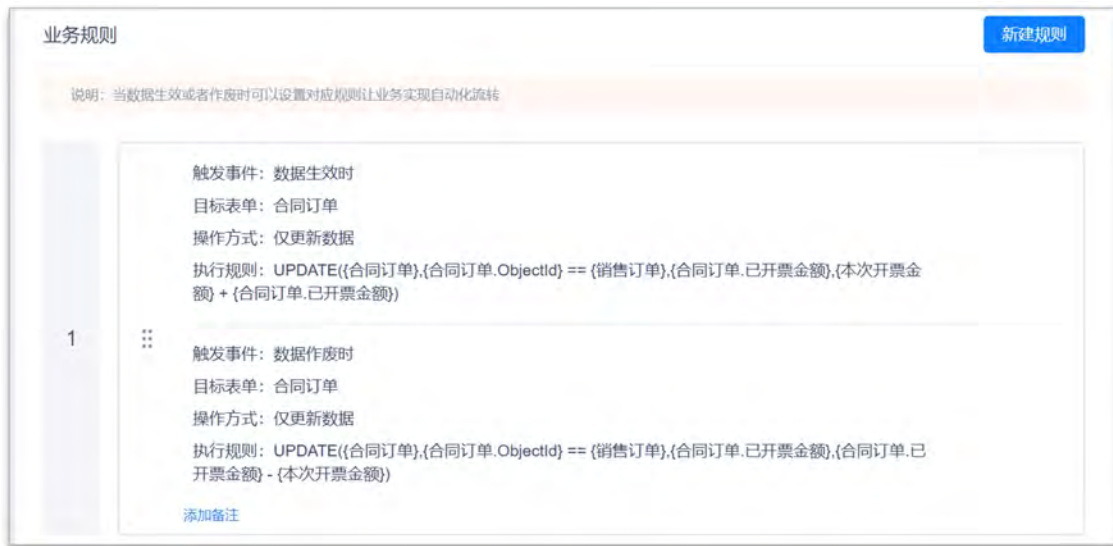 业务规则
新建规则
说明：当数据生效或者作废时可以设置对应规则让业务实现自动化流转
触发事件：数据生效时
目标表单：合同订单
操作方式：仅更新数据
执行规则：UPDATE({合同订单},{合同订单.ObjectId} == {销售订单},{合同订单.已开票金额},{本次开票金
额} + {合同订单.已开票金额})
1
触发事件：数据作废时
目标表单：合同订单
操作方式：仅更新数据
执行规则：UPDATE({合同订单},{合同订单.ObjectId} == {销售订单},{合同订单.已开票金额},{合同订单.已
开票金额} - {本次开票金额})
添加备注